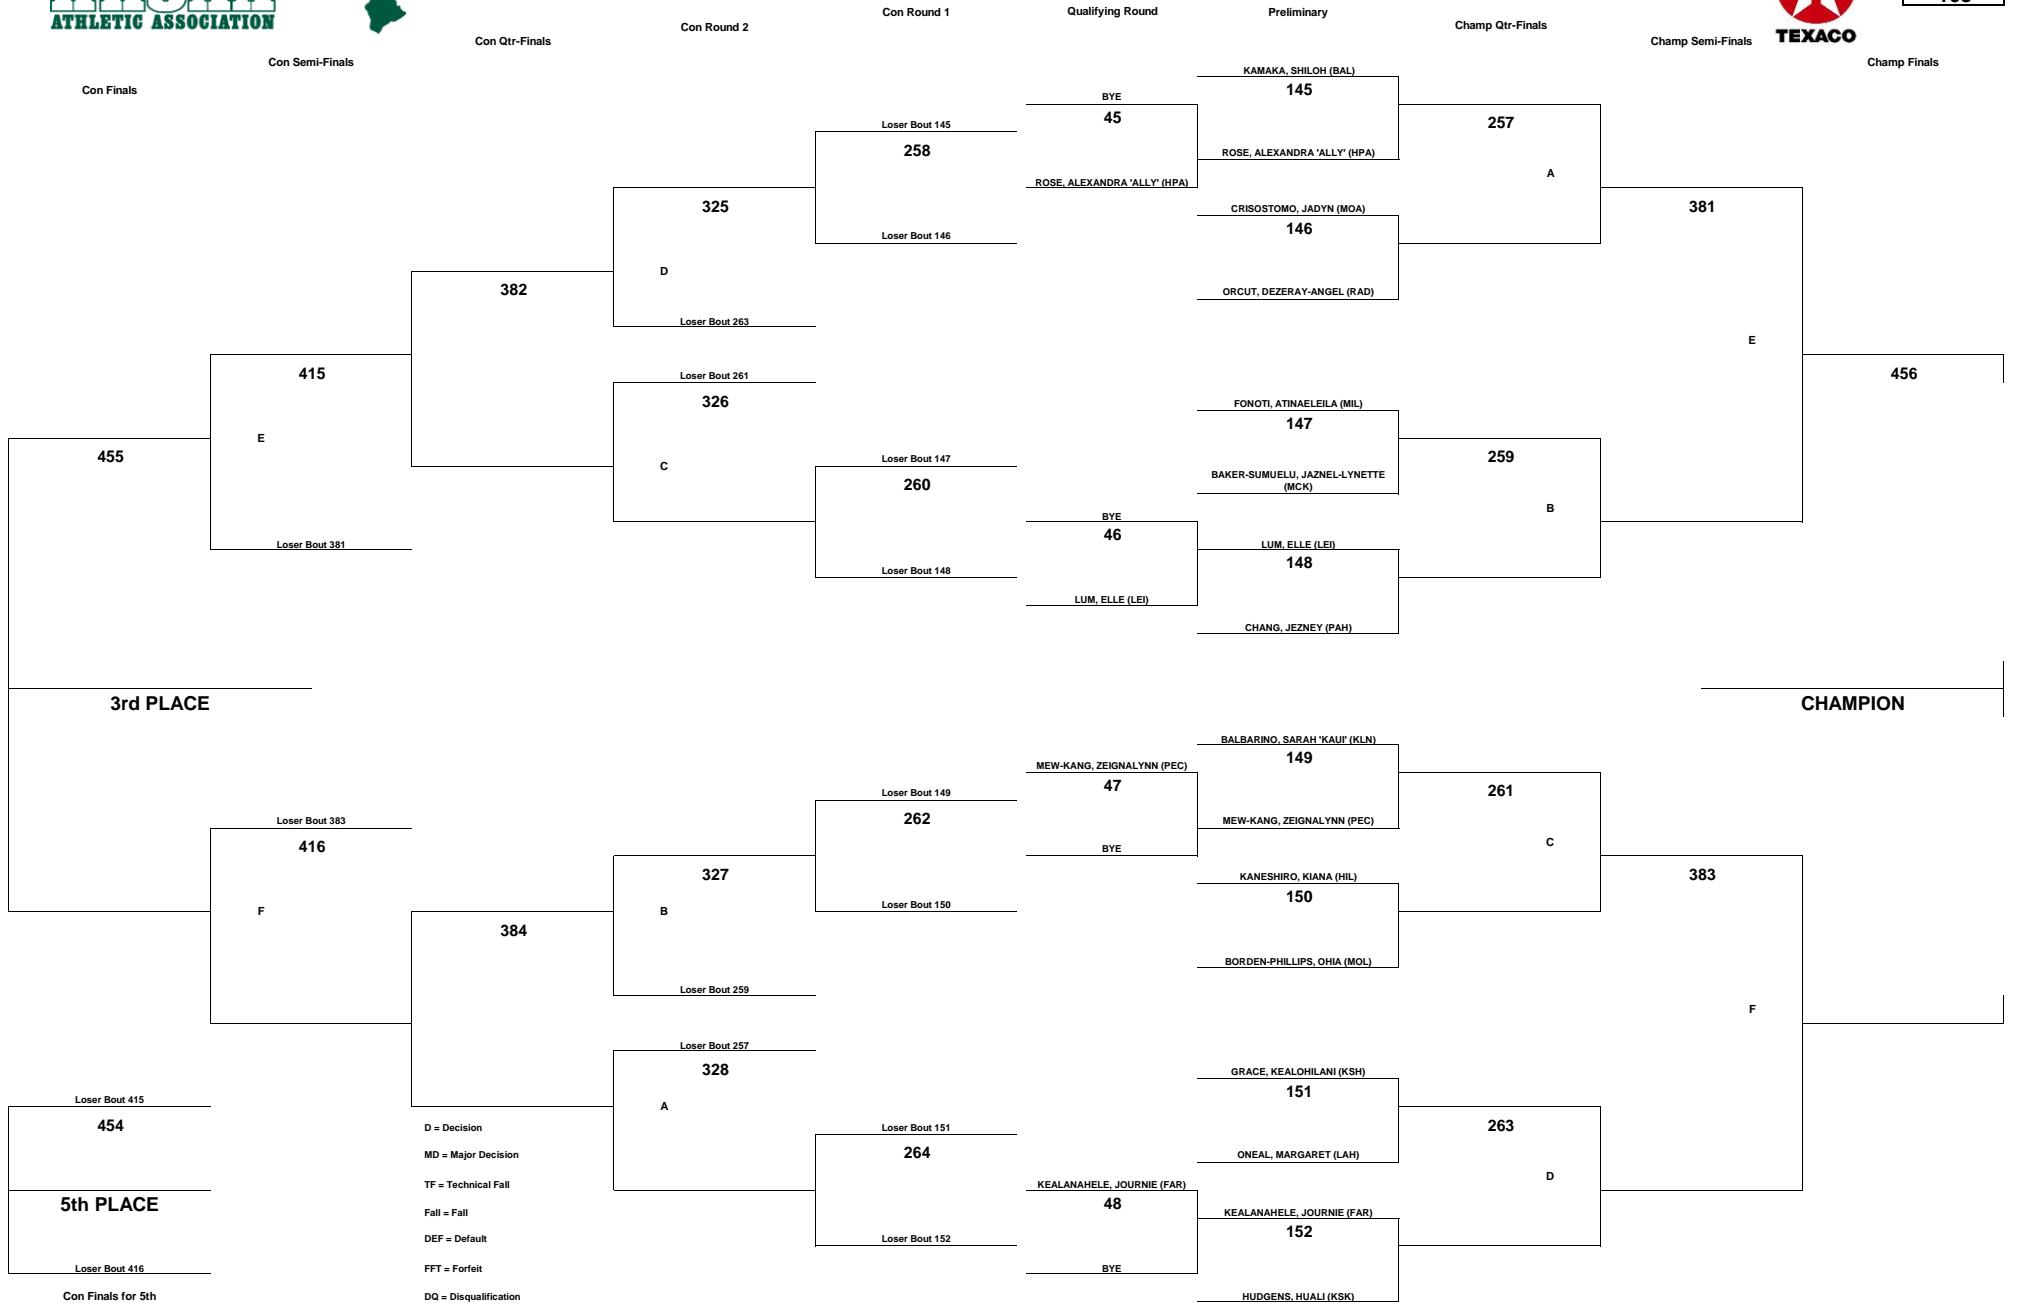 ATHLETIC ASSOCIATION
Con Finals
Con Semi-Finals
Con Qtr-Finals
Con Round 2
Con Round 1
Qualifying Round
Preliminary
Champ Qtr-Finals
Champ Semi-Finals
TEXACO
Champ Finals
KAMAKA, SHILOH (BAL)
145
BYE
45
Loser Bout 145
258
257
ROSE, ALEXANDRA 'ALLY' (HPA)
A
ROSE, ALEXANDRA 'ALLY' (HPA)
325
CRISOSTOMO, JADYN (MOA)
381
146
Loser Bout 146
D
382
ORCUT, DEZERAY-ANGEL (RAD)
Loser Bout 263
E
415
Loser Bout 261
456
326
FONOTI, ATINAELEILA (MIL)
147
E
455
Loser Bout 147
259
C
260
BAKER-SUMUELU, JAZNEL-LYNETTE
(MCK)
B
BYE
46
Loser Bout 381
LUM, ELLE (LEI)
148
Loser Bout 148
LUM, ELLE (LEI)
CHANG, JEZNEY (PAH)
3rd PLACE
CHAMPION
BALBARINO, SARAH 'KAUI' (KLN)
149
MEW-KANG, ZEIGNALYNN (PEC)
47
Loser Bout 149
261
262
Loser Bout 383
MEW-KANG, ZEIGNALYNN (PEC)
416
C
BYE
327
KANESHIRO, KIANA (HIL)
383
150
F
B
Loser Bout 150
384
BORDEN-PHILLIPS, OHIA (MOL)
Loser Bout 259
F
Loser Bout 257
328
GRACE, KEALOHILANI (KSH)
151
Loser Bout 415
A
454
D = Decision
Loser Bout 151
263
264
MD = Major Decision
ONEAL, MARGARET (LAH)
D
TF = Technical Fall
KEALANAHELE, JOURNIE (FAR)
5th PLACE
48
Fall = Fall
KEALANAHELE, JOURNIE (FAR)
152
DEF = Default
Loser Bout 152
Loser Bout 416
FFT = Forfeit
BYE
Con Finals for 5th
DQ = Disqualification
HUDGENS, HUALI (KSK)